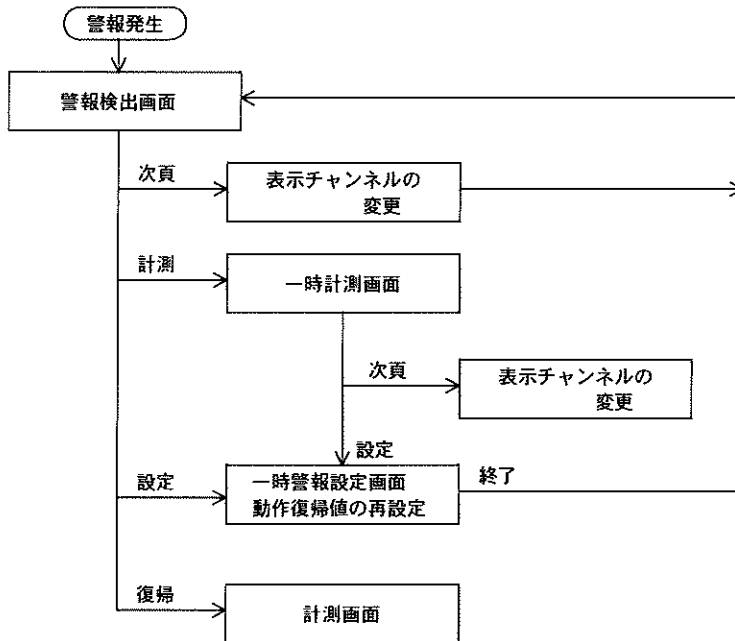 警報発生
警報検出画面
次頁
表示チャンネルの
変更
計測
一時計測画面
次頁
表示チャンネルの
変更
設定
設定
一時警報設定画面
動作復帰値の再設定
終了
復帰
計測画面